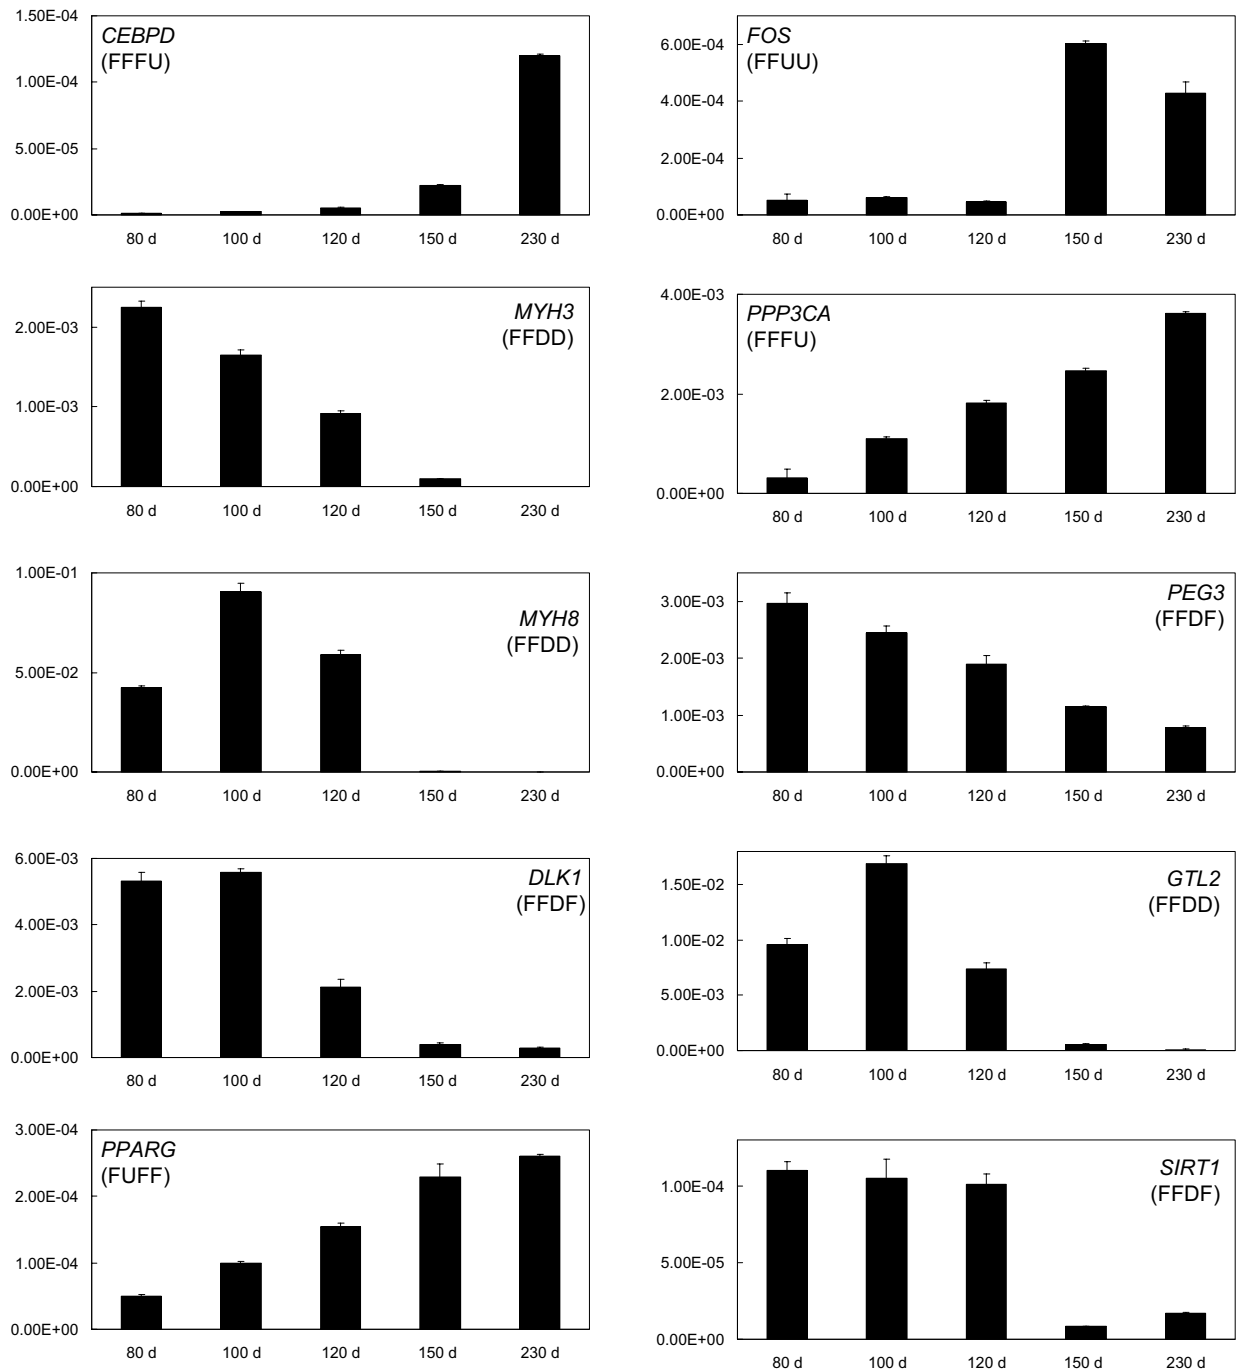 1.50E-04
1.00E-04
5.00E-05
0.00E+00
CEBPD
(FFFU)
80 d 100 d 120 d 150 d 230 d
6.00E-04
4.00E-04
2.00E-04
0.00E+00
FOS
(FFUU)
80 d 100 d 120 d 150 d 230 d
2.00E-03
1.00E-03
0.00E+00
MYH3
(FFDD)
80 d 100 d 120 d 150 d 230 d
4.00E-03
2.00E-03
0.00E+00
PPP3CA
(FFFU)
80 d 100 d 120 d 150 d 230 d
1.00E-01
5.00E-02
0.00E+00
MYH8
(FFDD)
80 d 100 d 120 d 150 d 230 d
3.00E-03
2.00E-03
1.00E-03
0.00E+00
PEG3
(FFDF)
80 d 100 d 120 d 150 d 230 d
6.00E-03
4.00E-03
2.00E-03
0.00E+00
DLK1
(FFDF)
80 d 100 d 120 d 150 d 230 d
1.50E-02
1.00E-02
5.00E-03
0.00E+00
GTL2
(FFDD)
80 d 100 d 120 d 150 d 230 d
3.00E-04
2.00E-04
1.00E-04
0.00E+00
PPARG
(FUFF)
80 d 100 d 120 d 150 d 230 d
1.00E-04
5.00E-05
0.00E+00
SIRT1
(FFDF)
80 d 100 d 120 d 150 d 230 d